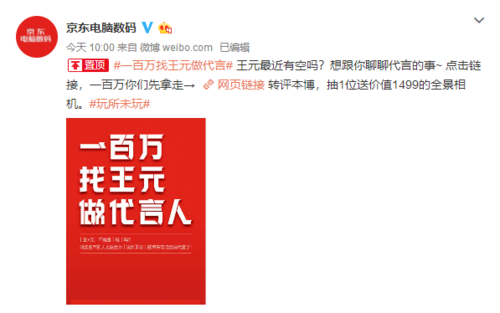 京东
电脑数码
京东电脑数码
今天 10:00 来自 微博 weibo.com 已编辑
置顶 #一百万找王元做代言# 王元最近有空吗？想跟你聊聊代言的事~ 点击链
接，一百万你们先拿走→ 网页链接 转评本博，抽1位送价值1499的全景相
机。#玩所未玩#
一百万
找王元
做代言人